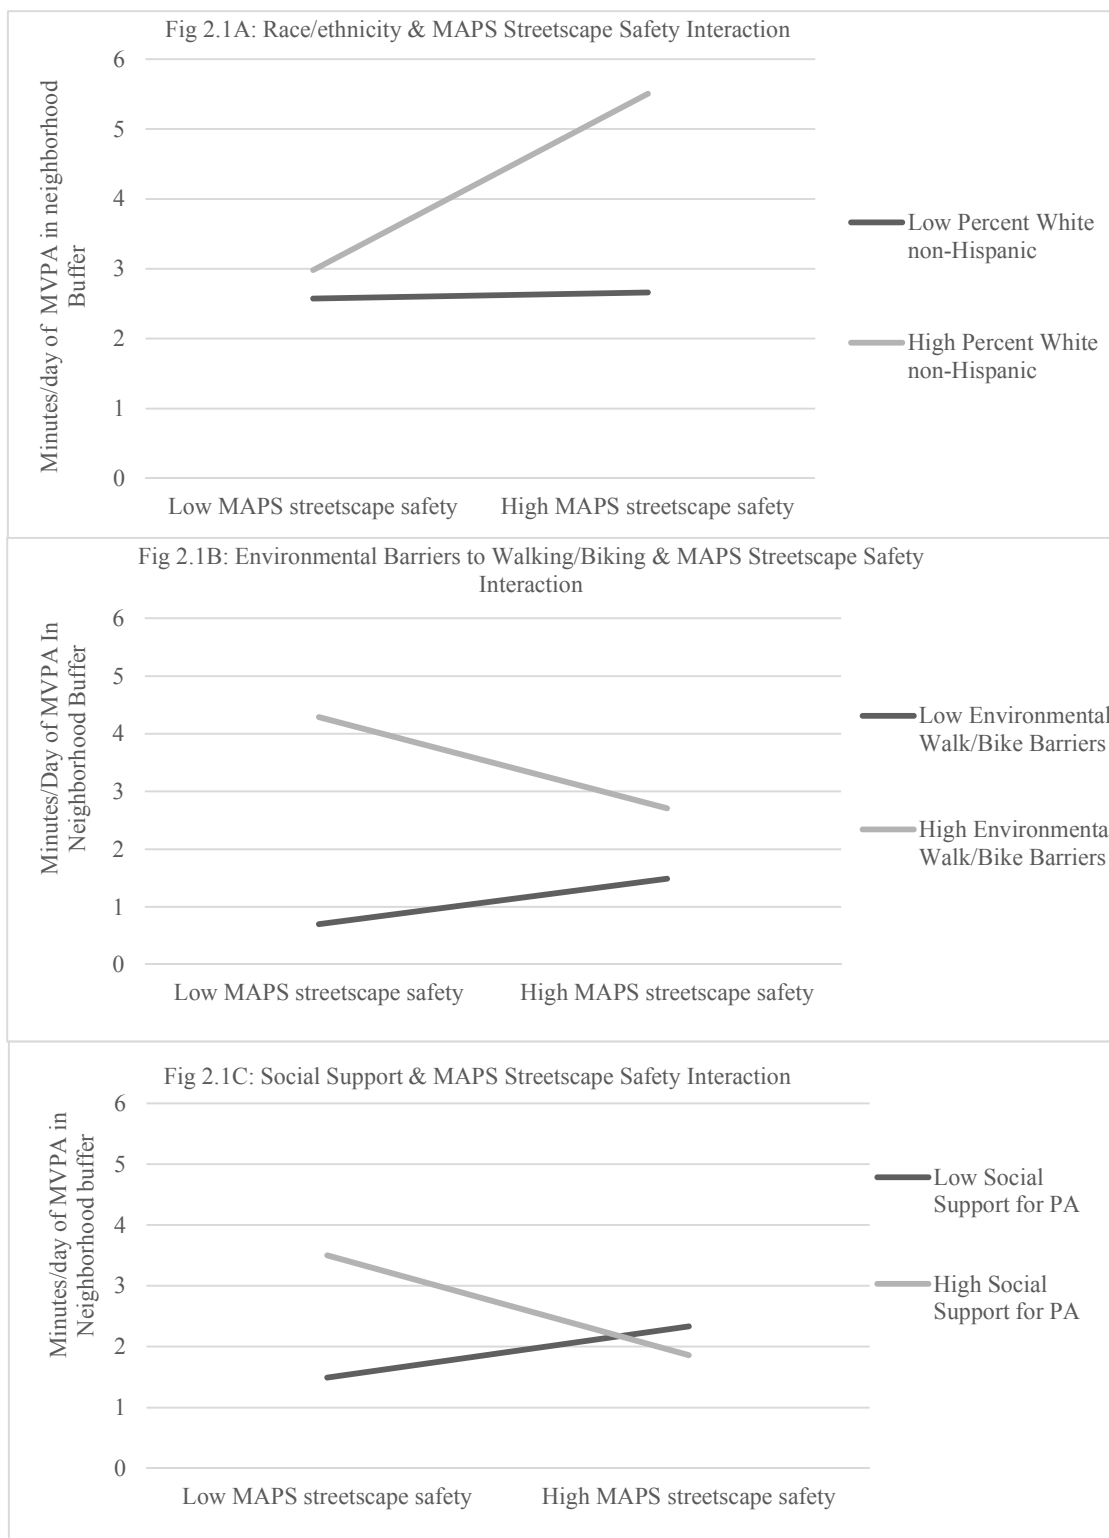 Fig 2.1A: Race/ethnicity & MAPS Streetscape Safety Interaction
Minutes/day of MVPA in neighborhood
Buffer
6
5
4
3
2
1
0
Low MAPS streetscape safety
High MAPS streetscape safety
Low Percent White
non-Hispanic
High Percent White
non-Hispanic
Fig 2.1B: Environmental Barriers to Walking/Biking & MAPS Streetscape Safety
Interaction
Minutes/Day of MVPA In
Neighborhood Buffer
6
5
4
3
2
1
0
Low MAPS streetscape safety
High MAPS streetscape safety
Low Environmental
Walk/Bike Barriers
High Environmenta
Walk/Bike Barriers
Fig 2.1C: Social Support & MAPS Streetscape Safety Interaction
Minutes/day of MVPA in
Neighborhood buffer
6
5
4
3
2
1
0
Low MAPS streetscape safety
High MAPS streetscape safety
Low Social
Support for PA
High Social
Support for PA